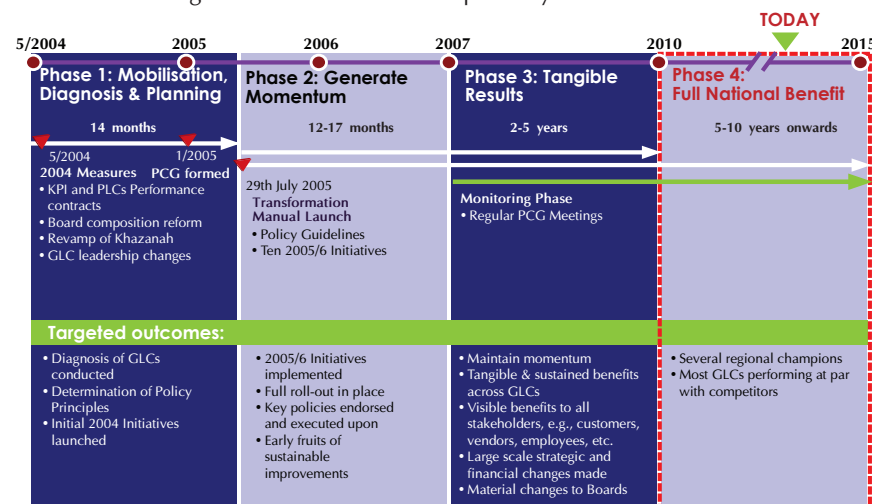 TODAY
5/2004
2005
2006
2007
2010
2015
Phase 1: Mobilisation,
Diagnosis & Planning
14 months
5/2004
1/2005
2004 Measures
PCG formed
• KPI and PLCs Performance
contracts
• Board composition reform
• Revamp of Khazanah
• GLC leadership changes
Phase 2: Generate
Momentum
12-17 months
29th July 2005
Transformation
Manual Launch
• Policy Guidelines
• Ten 2005/6 Initiatives
Phase 3: Tangible
Results
2-5 years
Monitoring Phase
• Regular PCG Meetings
Phase 4:
Full National Benefit
5-10 years onwards
Targeted outcomes:
• Diagnosis of GLCs
conducted
• Determination of Policy
Principles
• Initial 2004 Initiatives
launched
• 2005/6 Initiatives
implemented
• Full roll-out in place
• Key policies endorsed
and executed upon
• Early fruits of
sustainable
improvements
• Maintain momentum
• Tangible & sustained benefits
across GLCs
• Visible benefits to all
stakeholders, e.g., customers,
vendors, employees, etc.
• Large scale strategic and
financial changes made
• Material changes to Boards
• Several regional champions
• Most GLCs performing at par
with competitors